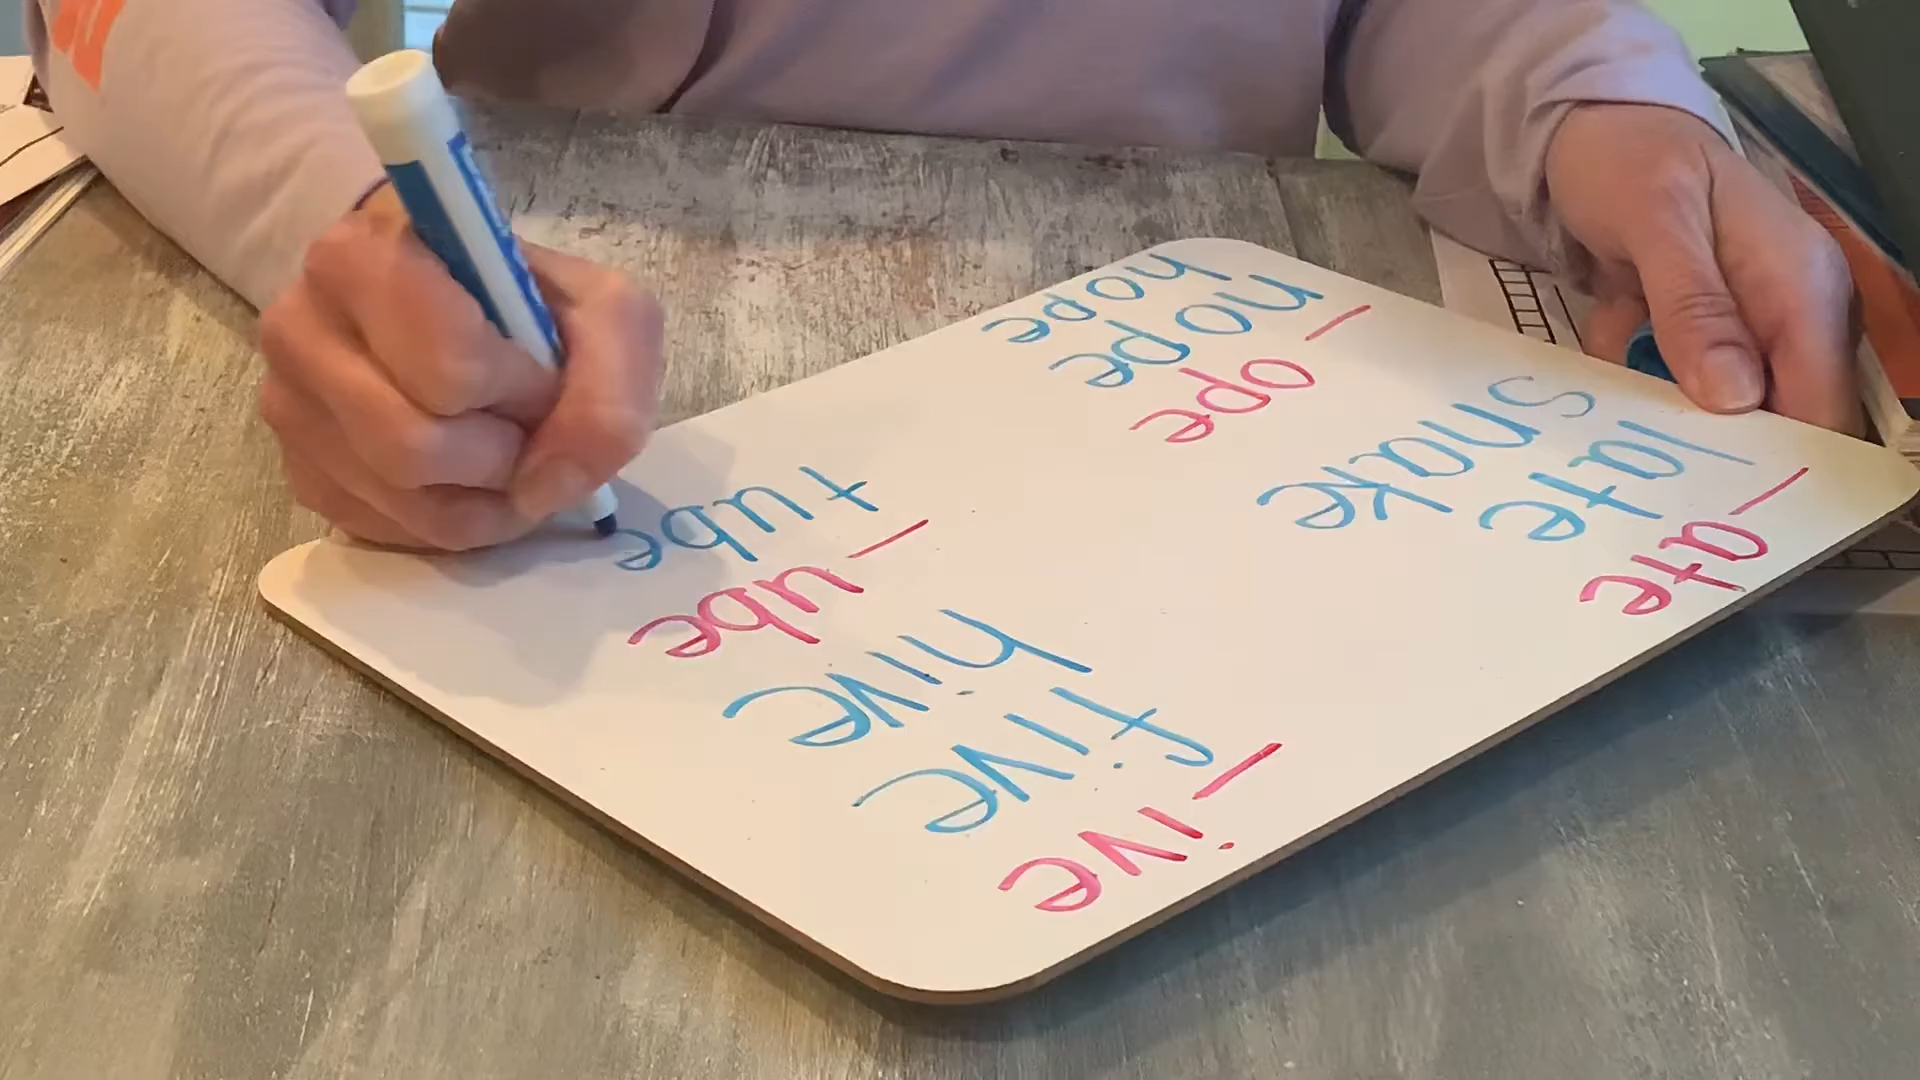 _ate
late
snake
_ive
five
hive
_ope
nope
hope
_ube
tube